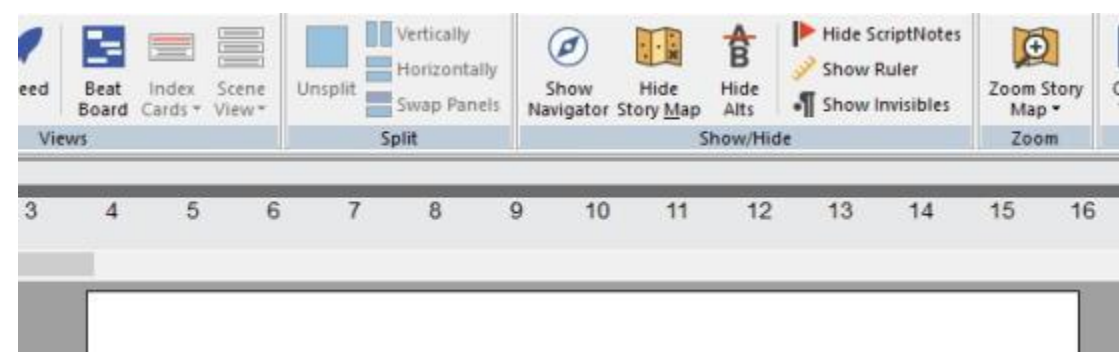 eed
Beat Board
Index Cards
Scene View
Views
Unsplit
Vertically
Horizontally
Swap Panels
Split
Show Navigator
Hide Story Map
Hide Alts
Hide ScriptNotes
Show Ruler
Show Invisibles
Show/Hide
Zoom Story Map
Zoom
3 4 5 6 7 8 9 10 11 12 13 14 15 16